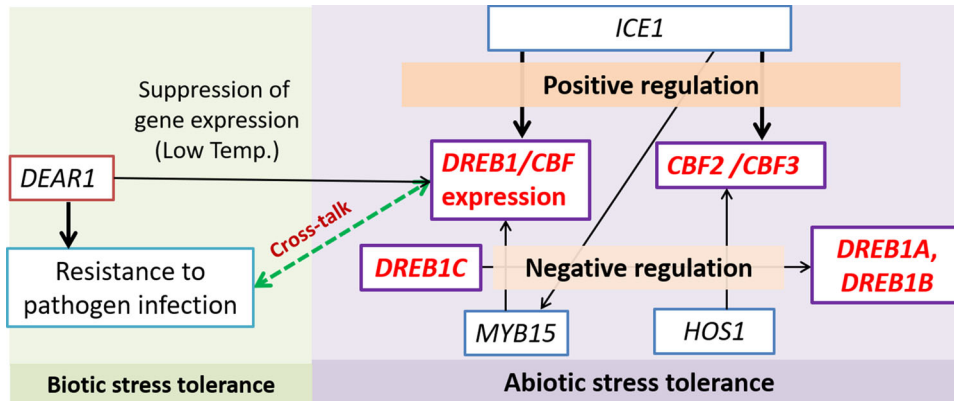 ICE1
Positive regulation
Suppression of
gene expression
(Low Temp.)
DEAR1
DREB1/CBF
expression
CBF2 /CBF3
Cross-talk
Resistance to
pathogen infection
DREB1C
Negative regulation
DREB1A,
DREB1B
MYB15
HOS1
Biotic stress tolerance
Abiotic stress tolerance